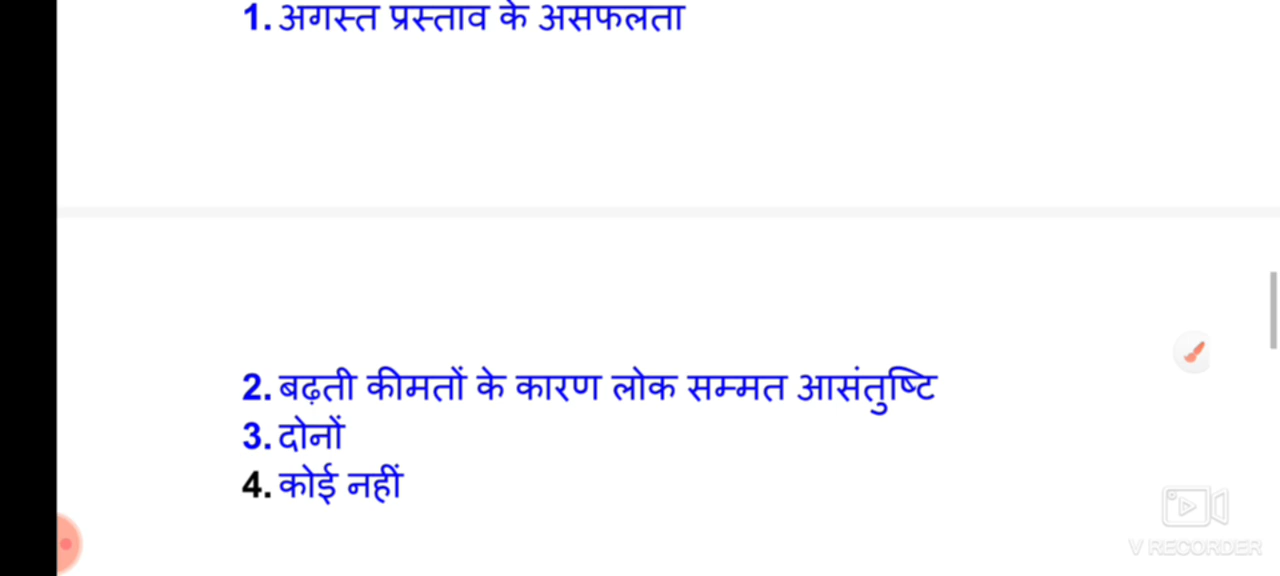 1. अगस्त प्रस्ताव के असफलता
2. बढ़ती कीमतों के कारण लोक सम्मत आसंतुष्टि
3. दोनों
4. कोई नहीं
V RECORDER